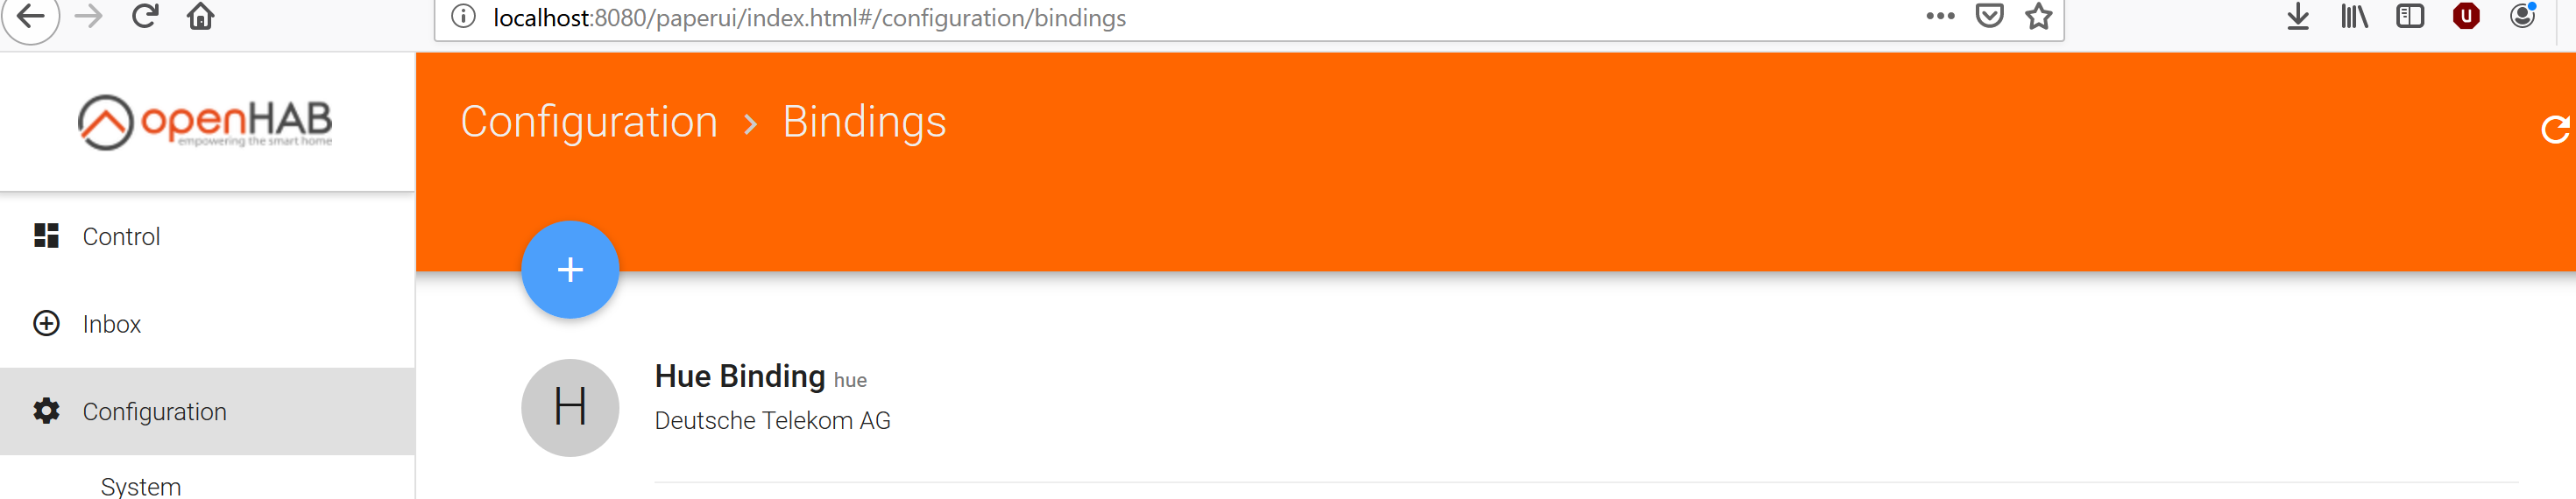 localhost:8080/paperui/index.html#/configuration/bindings
u
openHAB
empowering the smart home
Configuration > Bindings
Control
+
Inbox
H
Hue Binding hue
Deutsche Telekom AG
Configuration
System